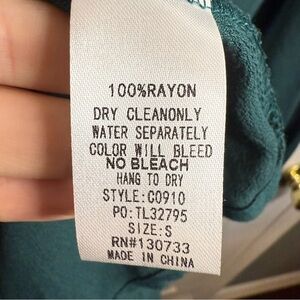 100%RAYON
DRY CLEANONLY
WATER SEPARATELY
COLOR WILL BLEED
NO BLEACH
HANG TO DRY
STYLE:C0910
PO:TL32795
SIZE:S
RN#130733
MADE IN CHINA